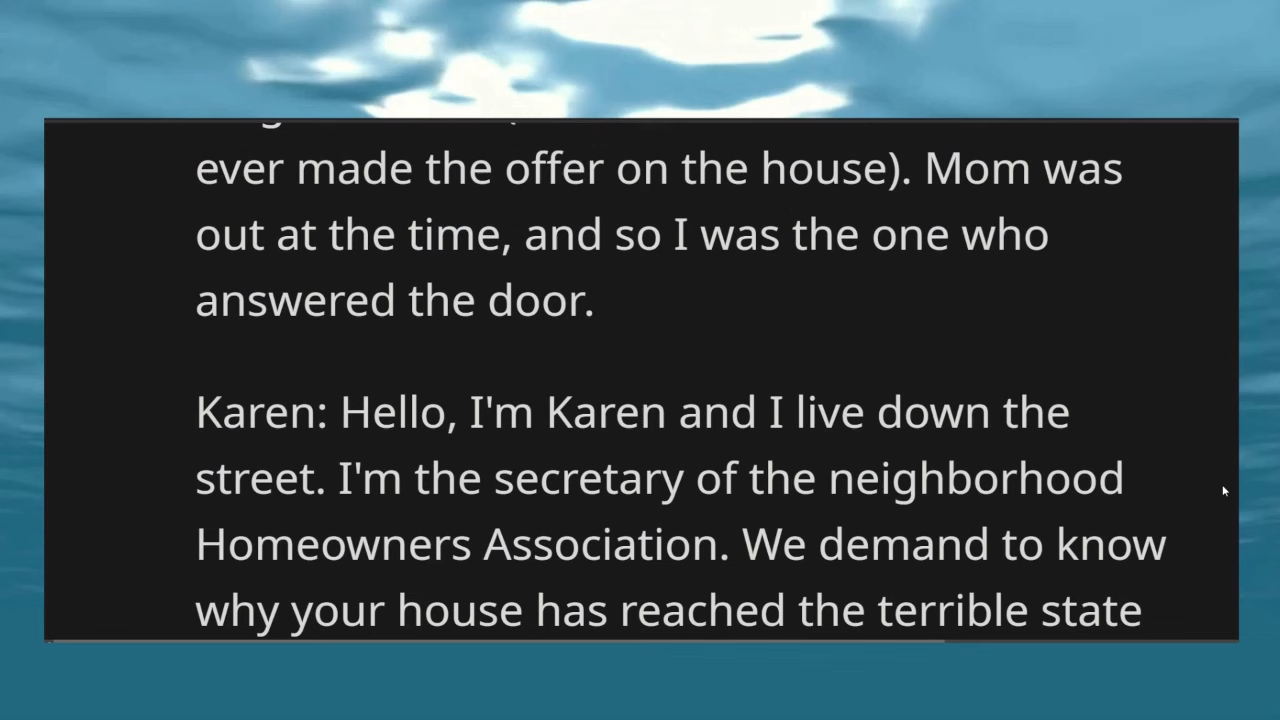 ever made the offer on the house). Mom was
out at the time, and so I was the one who
answered the door.
Karen: Hello, I'm Karen and I live down the
street. I'm the secretary of the neighborhood
Homeowners Association. We demand to know
why your house has reached the terrible state